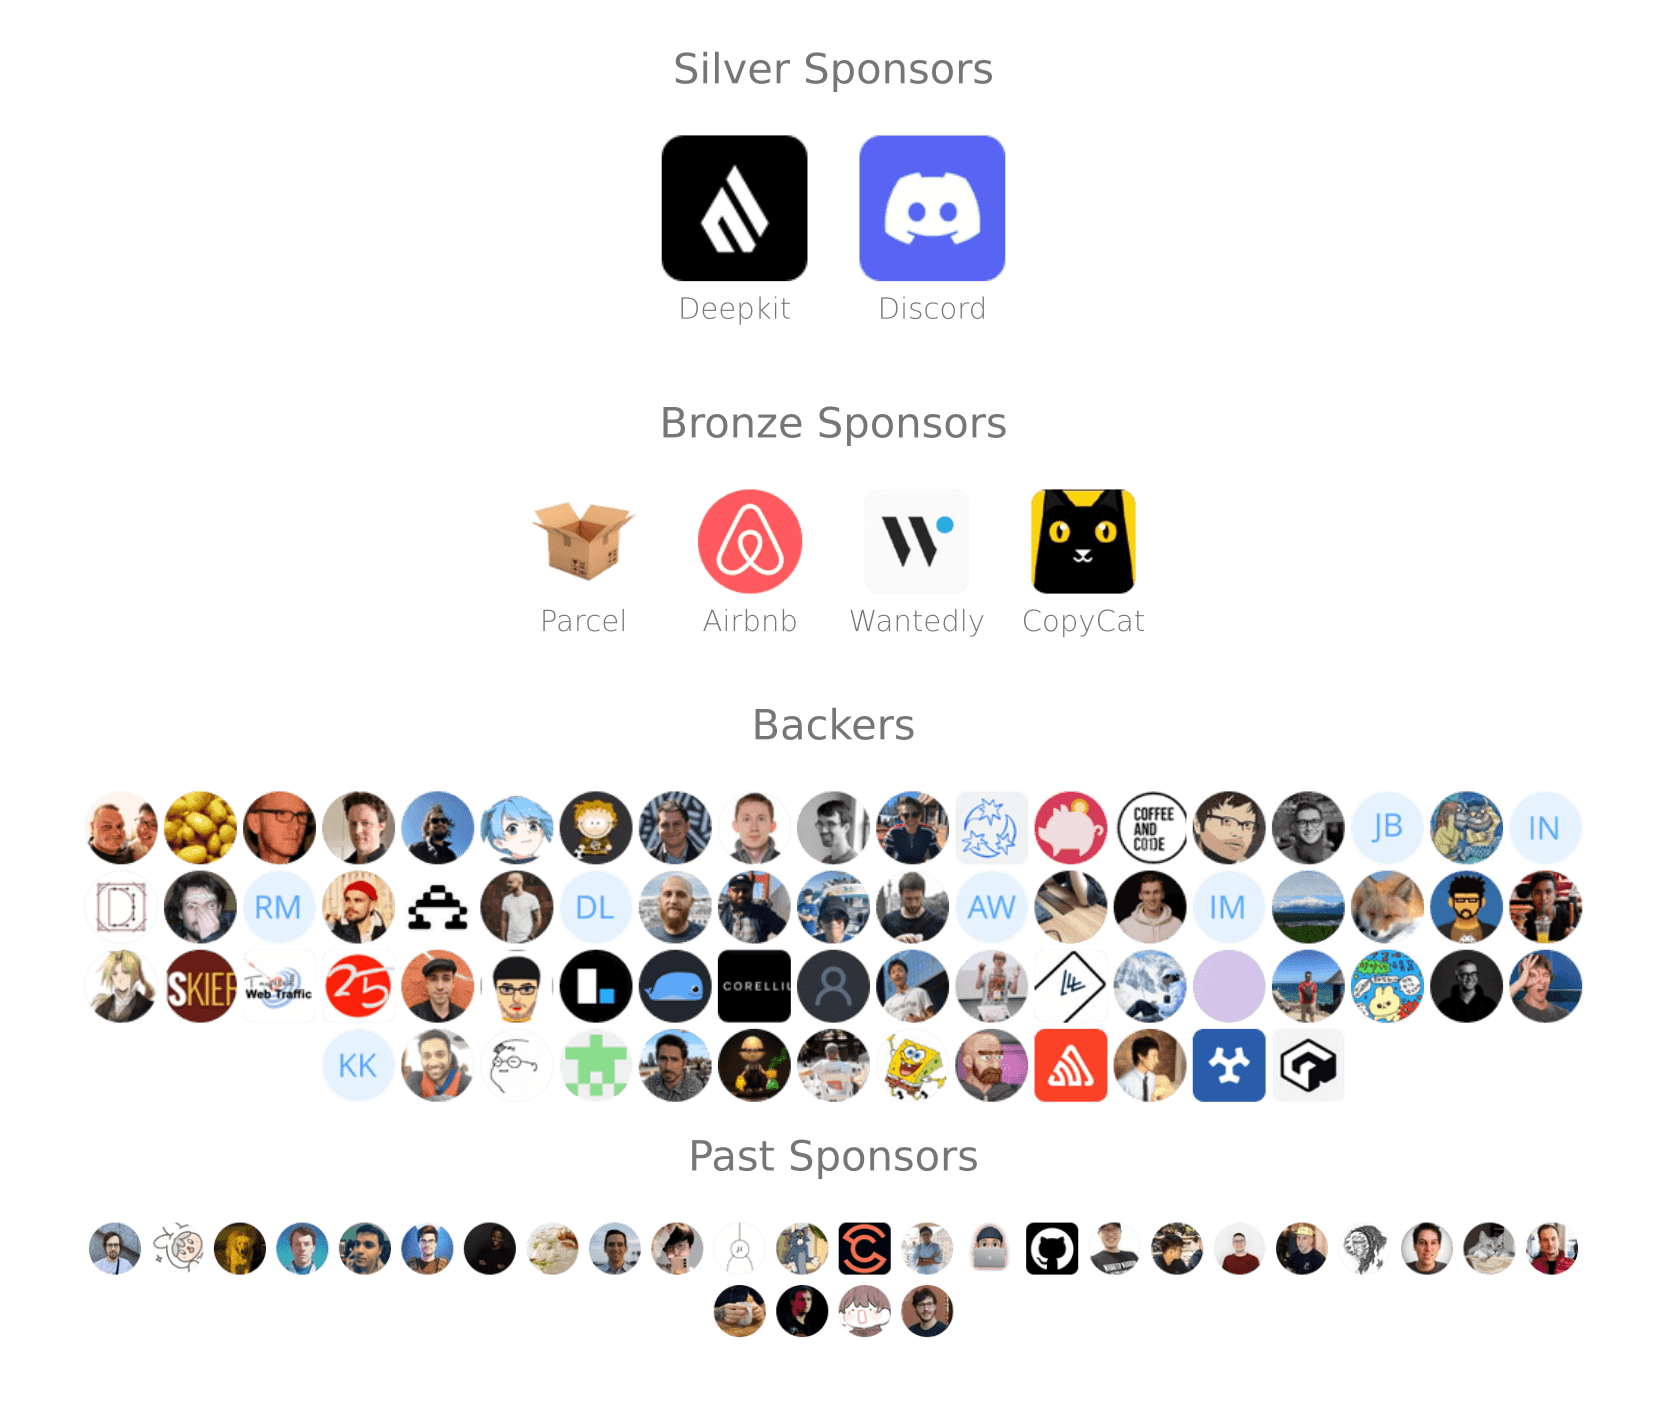 Silver Sponsors
Deepkit
Discord
Bronze Sponsors
Parcel
Airbnb
Wantedly
CopyCat
Backers
COFFEE
AND
CODE
JB
IN
RM
DL
AW
IM
SKIEF
25
Web Traffic
CORELLIU
KK
Past Sponsors